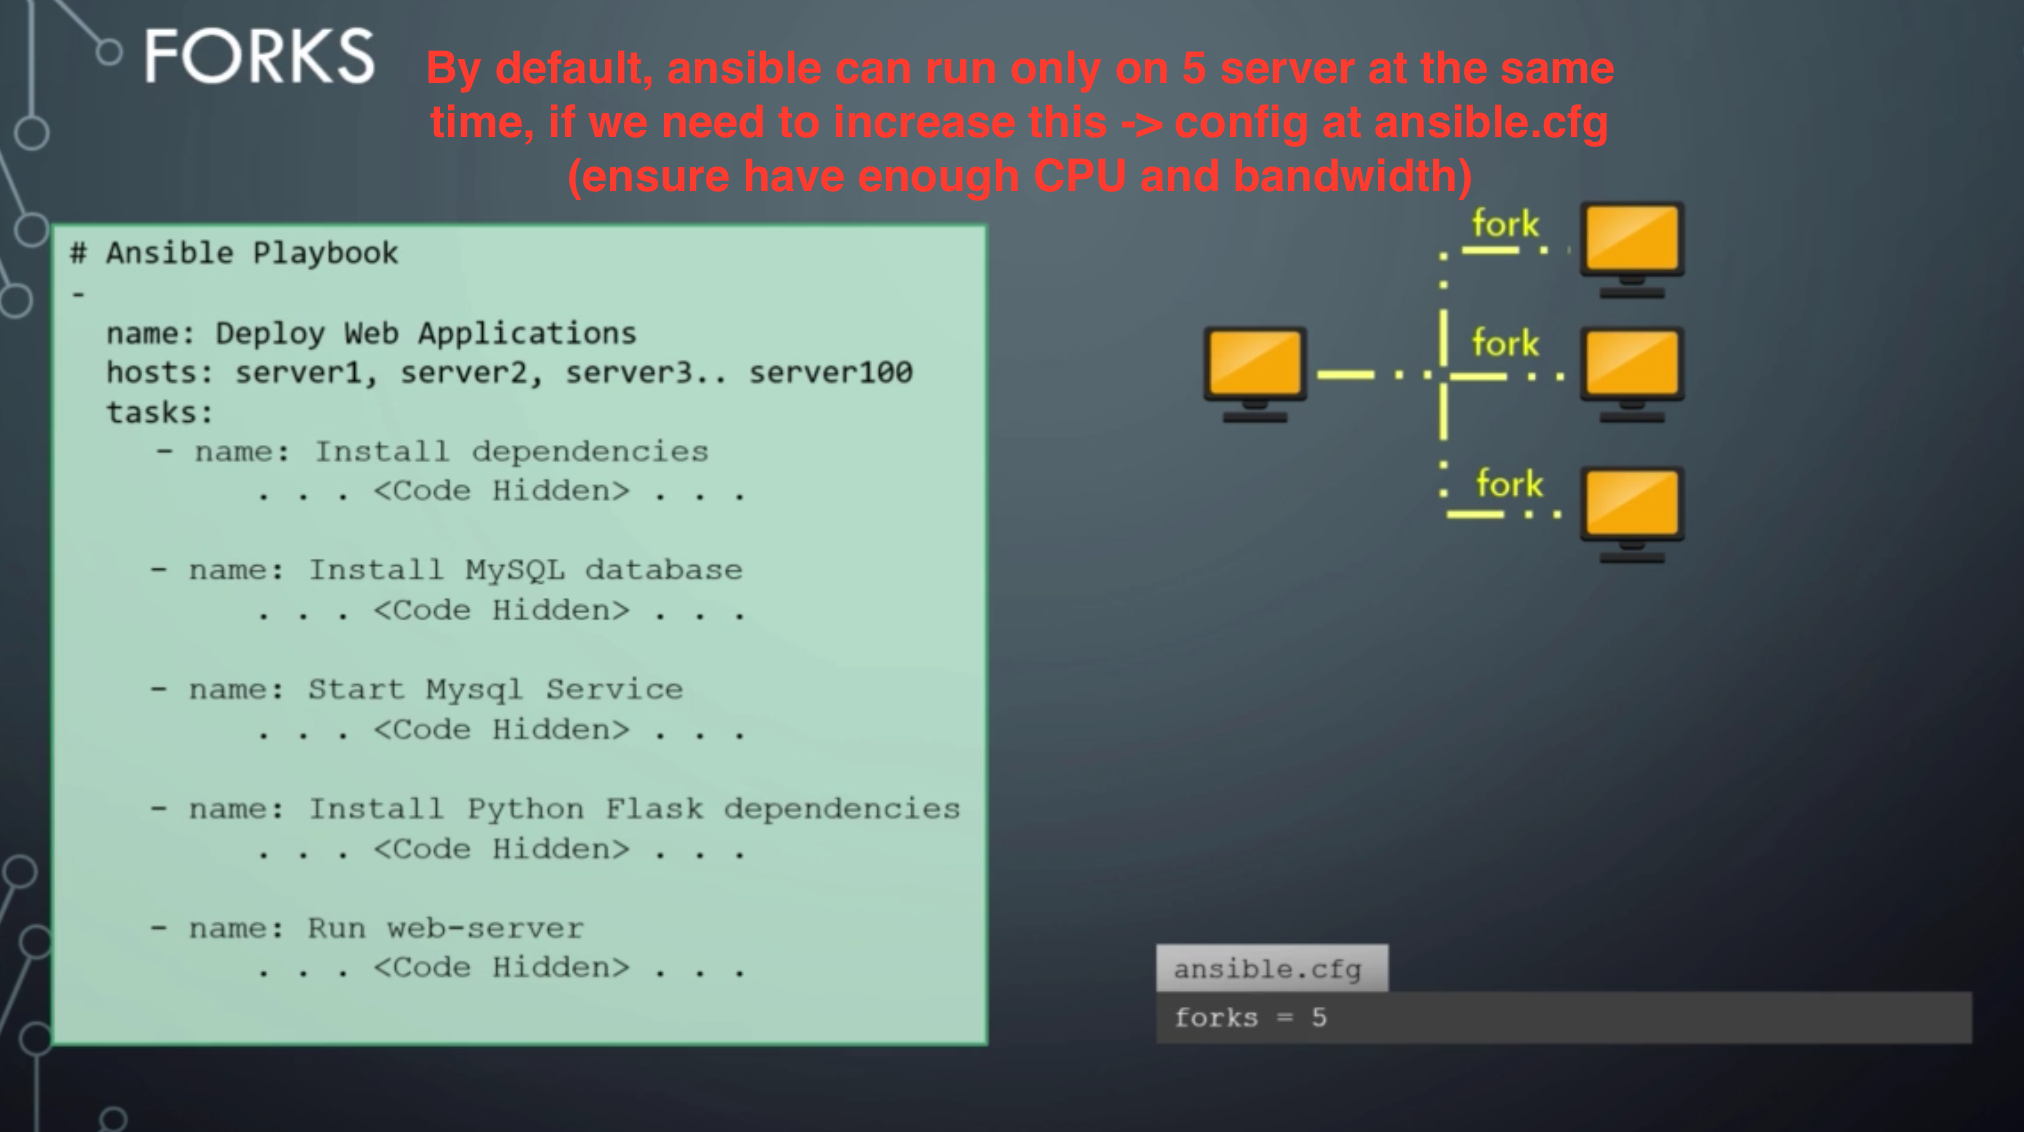 FORKS
By default, ansible can run only on 5 server at the same
time, if we need to increase this -> config at ansible.cfg
(ensure have enough CPU and bandwidth)
# Ansible Playbook
-
name: Deploy Web Applications
hosts: server1, server2, server3.. server100
tasks:
- name: Install dependencies
. . . <Code Hidden> . . .
- name: Install MySQL database
. . . <Code Hidden> . . .
- name: Start Mysql Service
. . . <Code Hidden> . . .
- name: Install Python Flask dependencies
. . . <Code Hidden> . . .
- name: Run web-server
. . . <Code Hidden> . . .
fork
fork
fork
ansible.cfg
forks = 5